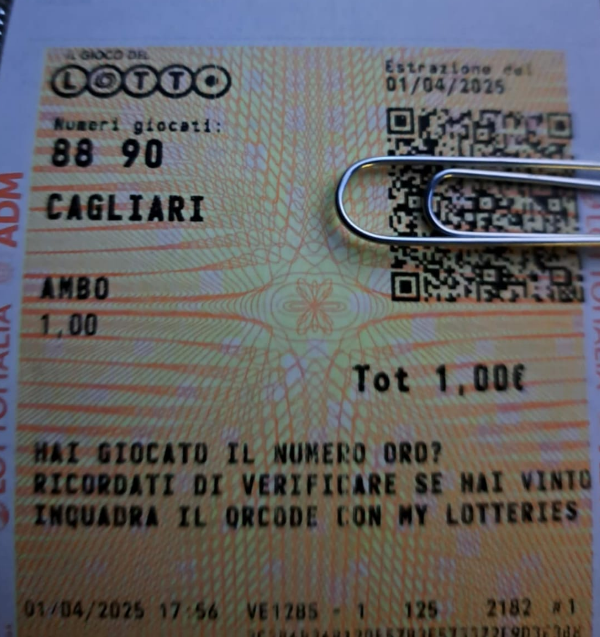 IL GIOCO DEL
LOTTO
Estrazione del
01/04/2025
Numeri giocati:
88 90
CAGLIARI
AMBO
1,00
Tot 1,00€
HAI GIOCATO IL NUMERO ORO?
RICORDATI DI VERIFICARE SE HAI VINTO
INQUADRA IL QRCODE CON MY LOTTERIES
01/04/2025 17:56 VE1285 - 1 125 2182 #1
ADM
LOTTOITALIA